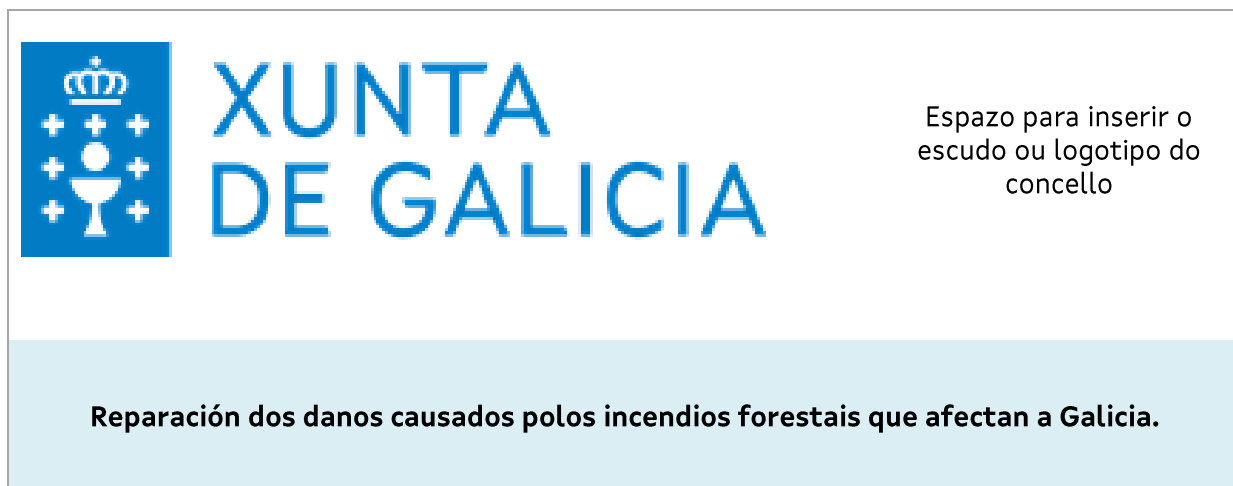 XUNTA
DE GALICIA
Espazo para inserir o
escudo ou logotipo do
concello
Reparación dos danos causados polos incendios forestais que afectan a Galicia.